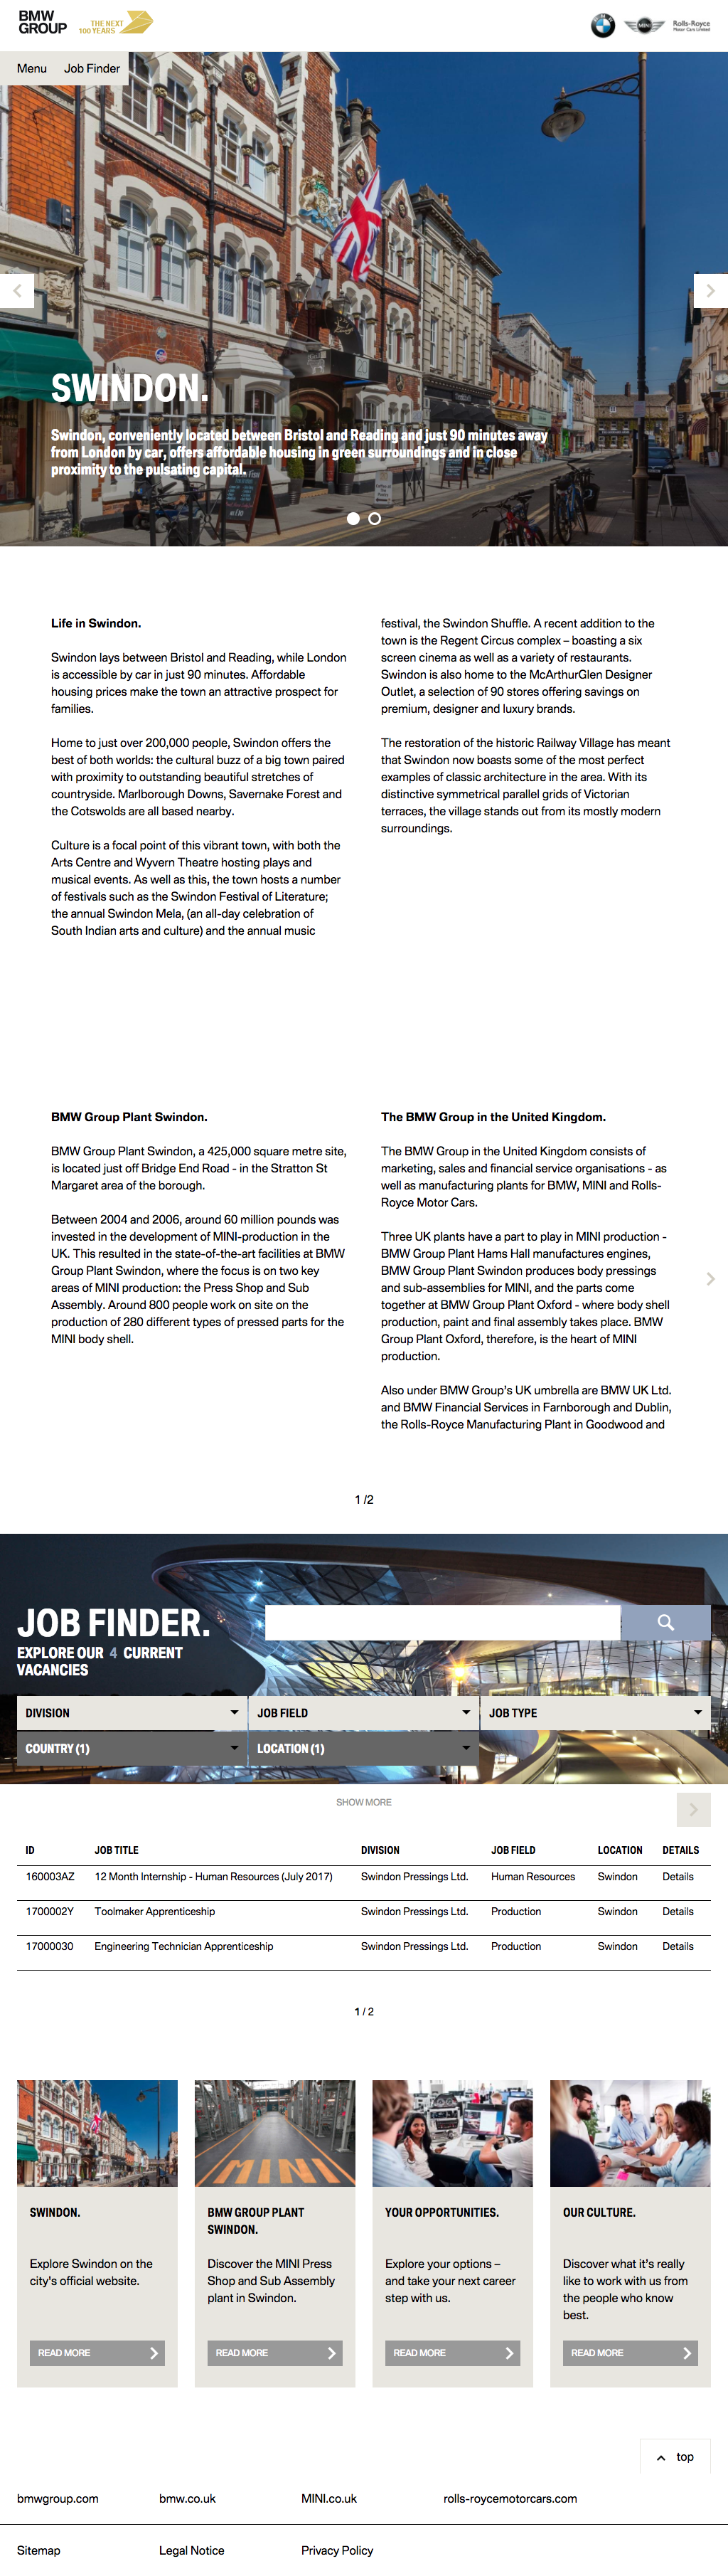 BMW
GROUP
THE NEXT
100 YEARS
Rolls-Royce
Motor Cars Limited
Menu
Job Finder
SWINDON.
Swindon, conveniently located between Bristol and Reading and just 90 minutes away
from London by car, offers affordable housing in green surroundings and in close
proximity to the pulsating capital.
Life in Swindon.
Swindon lays between Bristol and Reading, while London
is accessible by car in just 90 minutes. Affordable
housing prices make the town an attractive prospect for
families.
Home to just over 200,000 people, Swindon offers the
best of both worlds: the cultural buzz of a big town paired
with proximity to outstanding beautiful stretches of
countryside. Marlborough Downs, Savernake Forest and
the Cotswolds are all based nearby.
Culture is a focal point of this vibrant town, with both the
Arts Centre and Wyvern Theatre hosting plays and
musical events. As well as this, the town hosts a number
of festivals such as the Swindon Festival of Literature;
the annual Swindon Mela, (an all-day celebration of
South Indian arts and culture) and the annual music
festival, the Swindon Shuffle. A recent addition to the
town is the Regent Circus complex – boasting a six
screen cinema as well as a variety of restaurants.
Swindon is also home to the McArthurGlen Designer
Outlet, a selection of 90 stores offering savings on
premium, designer and luxury brands.
The restoration of the historic Railway Village has meant
that Swindon now boasts some of the most perfect
examples of classic architecture in the area. With its
distinctive symmetrical parallel grids of Victorian
terraces, the village stands out from its mostly modern
surroundings.
BMW Group Plant Swindon.
BMW Group Plant Swindon, a 425,000 square metre site,
is located just off Bridge End Road - in the Stratton St
Margaret area of the borough.
Between 2004 and 2006, around 60 million pounds was
invested in the development of MINI-production in the
UK. This resulted in the state-of-the-art facilities at BMW
Group Plant Swindon, where the focus is on two key
areas of MINI production: the Press Shop and Sub
Assembly. Around 800 people work on site on the
production of 280 different types of pressed parts for the
MINI body shell.
The BMW Group in the United Kingdom.
The BMW Group in the United Kingdom consists of
marketing, sales and financial service organisations - as
well as manufacturing plants for BMW, MINI and Rolls-
Royce Motor Cars.
Three UK plants have a part to play in MINI production -
BMW Group Plant Hams Hall manufactures engines,
BMW Group Plant Swindon produces body pressings
and sub-assemblies for MINI, and the parts come
together at BMW Group Plant Oxford - where body shell
production, paint and final assembly takes place. BMW
Group Plant Oxford, therefore, is the heart of MINI
production.
Also under BMW Group's UK umbrella are BMW UK Ltd.
and BMW Financial Services in Farnborough and Dublin,
the Rolls-Royce Manufacturing Plant in Goodwood and
1 /2
JOB FINDER.
EXPLORE OUR 4 CURRENT
VACANCIES
DIVISION
JOB FIELD
JOB TYPE
COUNTRY (1)
LOCATION (1)
SHOW MORE
ID JOB TITLE DIVISION JOB FIELD LOCATION DETAILS
160003AZ 12 Month Internship - Human Resources (July 2017) Swindon Pressings Ltd. Human Resources Swindon Details
1700002Y Toolmaker Apprenticeship Swindon Pressings Ltd. Production Swindon Details
17000030 Engineering Technician Apprenticeship Swindon Pressings Ltd. Production Swindon Details
1 / 2
MINI
SWINDON.
Explore Swindon on the
city's official website.
READ MORE
BMW GROUP PLANT
SWINDON.
Discover the MINI Press
Shop and Sub Assembly
plant in Swindon.
READ MORE
YOUR OPPORTUNITIES.
Explore your options –
and take your next career
step with us.
READ MORE
OUR CULTURE.
Discover what it's really
like to work with us from
the people who know
best.
READ MORE
top
bmwgroup.com
bmw.co.uk
MINI.co.uk
rolls-roycemotorcars.com
Sitemap
Legal Notice
Privacy Policy